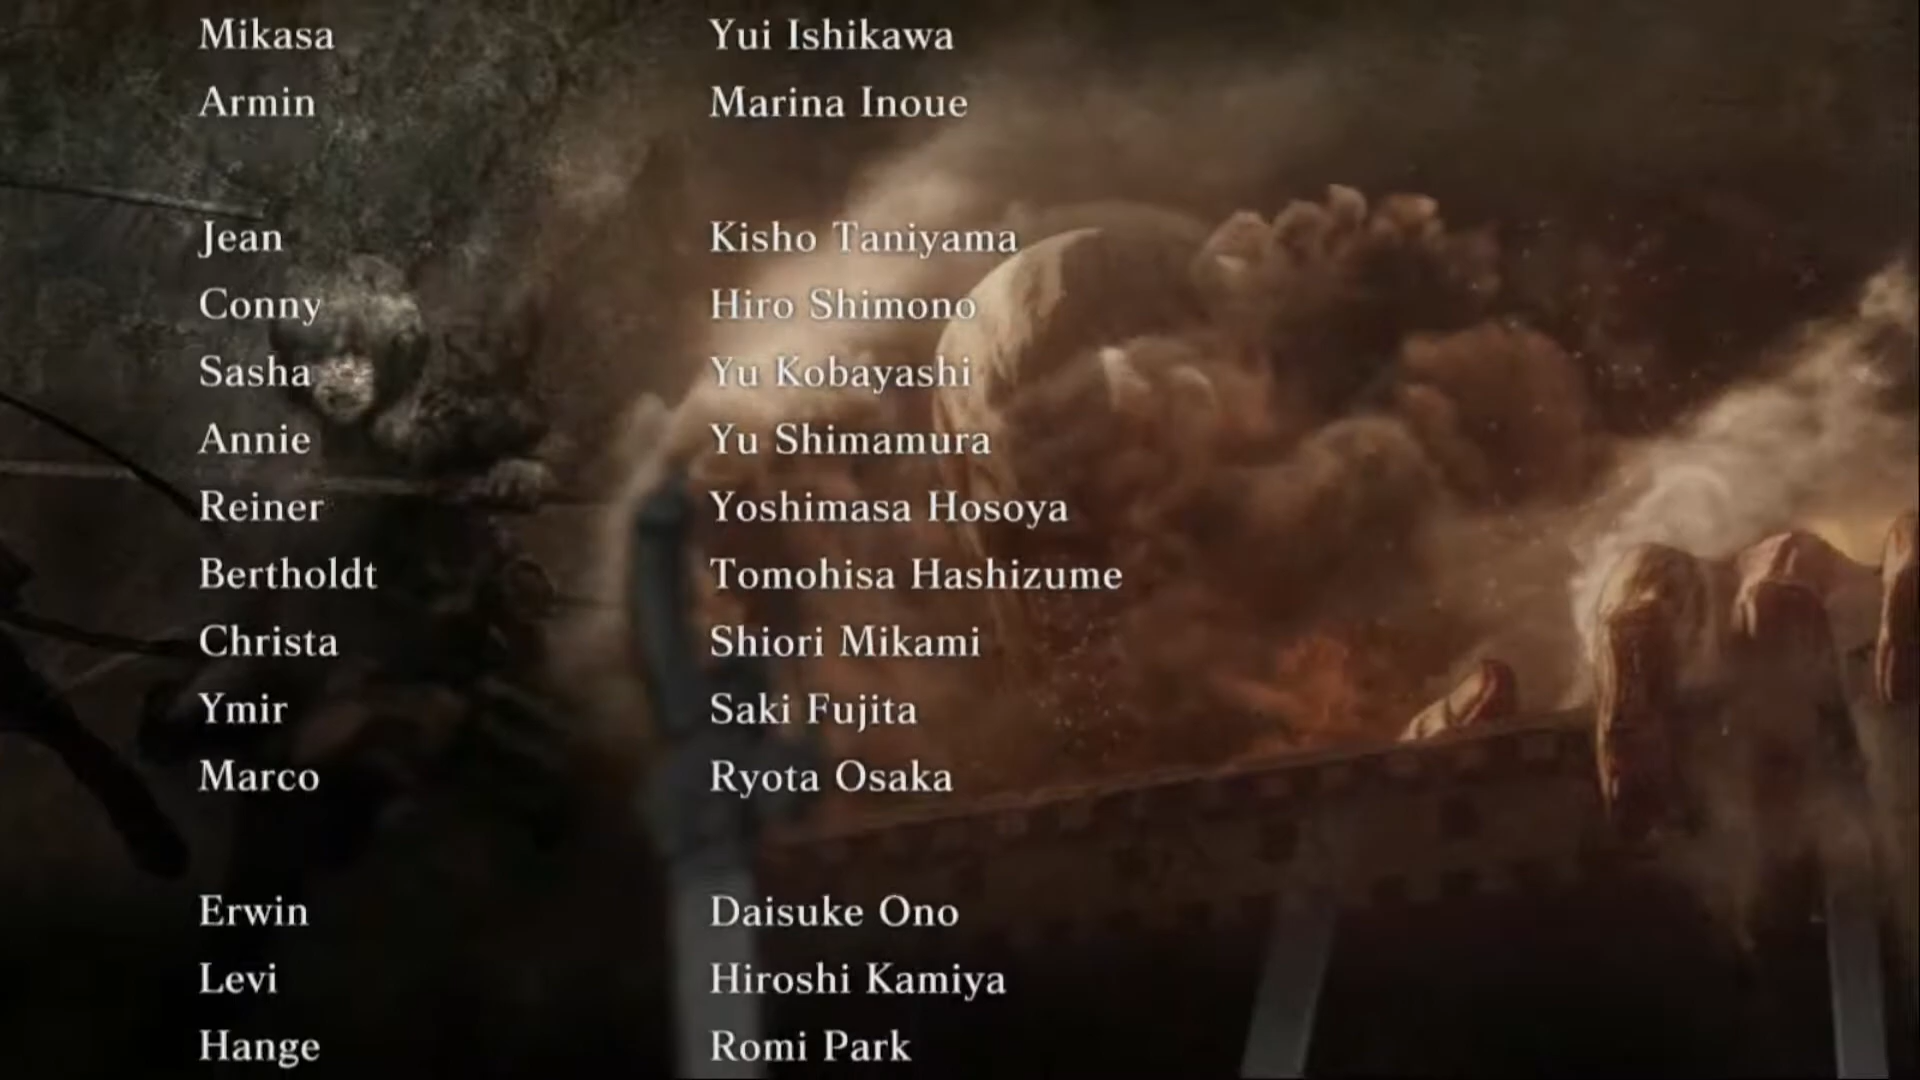 Mikasa Yui Ishikawa
Armin Marina Inoue
Jean Kisho Taniyama
Conny Hiro Shimono
Sasha Yu Kobayashi
Annie Yu Shimamura
Reiner Yoshimasa Hosoya
Bertholdt Tomohisa Hashizume
Christa Shiori Mikami
Ymir Saki Fujita
Marco Ryota Osaka
Erwin Daisuke Ono
Levi Hiroshi Kamiya
Hange Romi Park